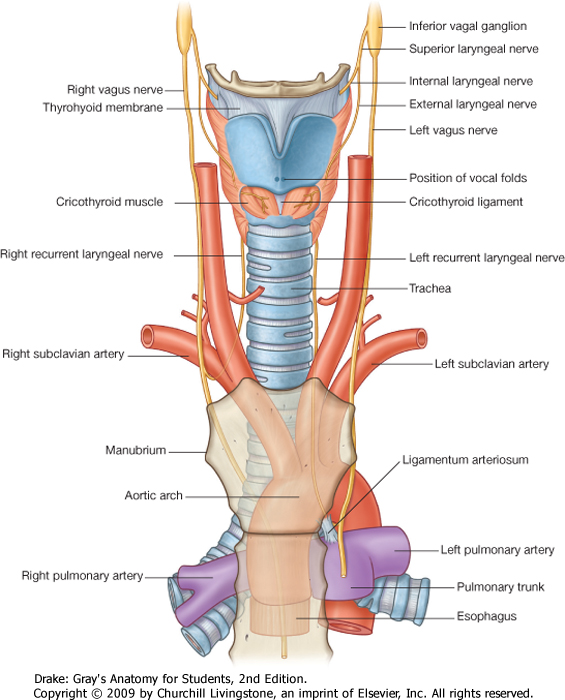 Inferior vagal ganglion
Superior laryngeal nerve
Right vagus nerve
Internal laryngeal nerve
Thyrohyoid membrane
External laryngeal nerve
Left vagus nerve
Position of vocal folds
Cricothyroid muscle
Cricothyroid ligament
Right recurrent laryngeal nerve
Left recurrent laryngeal nerve
Trachea
Right subclavian artery
Left subclavian artery
Manubrium
Ligamentum arteriosum
Aortic arch
Left pulmonary artery
Right pulmonary artery
Pulmonary trunk
Esophagus
Drake: Gray's Anatomy for Students, 2nd Edition.
Copyright © 2009 by Churchill Livingstone, an imprint of Elsevier, Inc. All rights reserved.